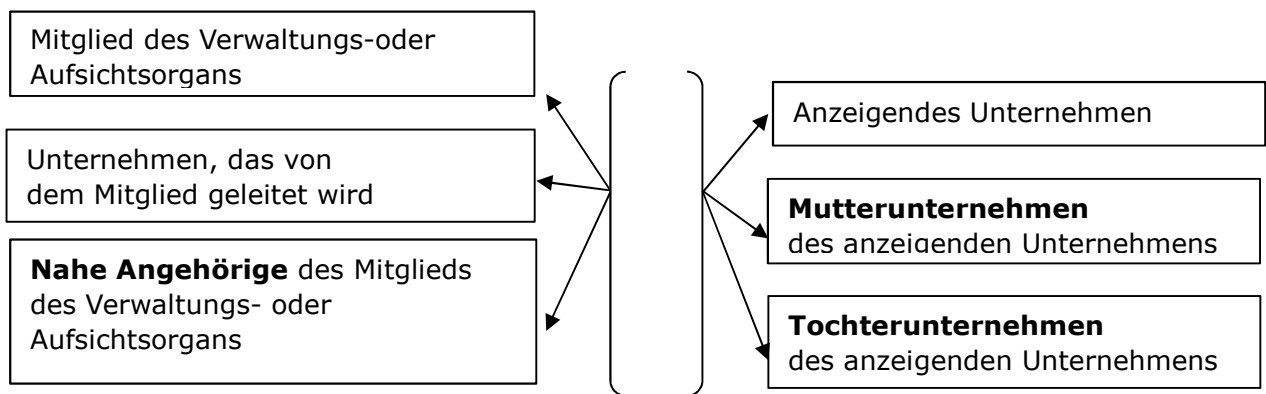 Mitglied des Verwaltungs-oder
Aufsichtsorgans
Unternehmen, das von
dem Mitglied geleitet wird
Nahe Angehörige des Mitglieds
des Verwaltungs- oder
Aufsichtsorgans
Anzeigendes Unternehmen
Mutterunternehmen
des anzeigenden Unternehmens
Tochterunternehmen
des anzeigenden Unternehmens